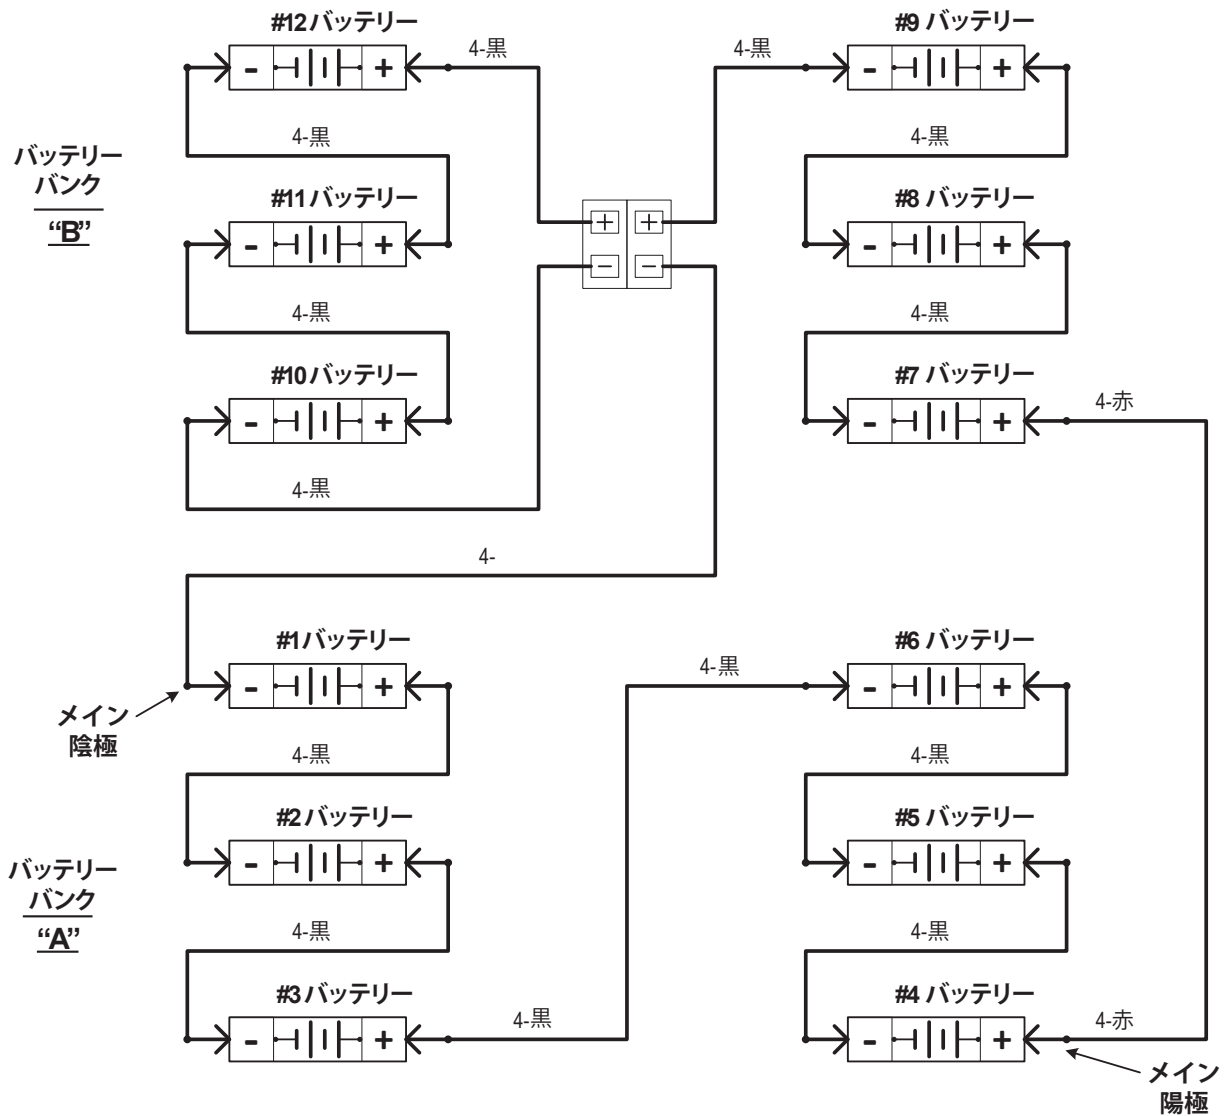 #12バッテリー
#9 バッテリー
4-黒
4-黒
- +
- +
4-黒
4-黒
バッテリー
バンク
“B”
#11バッテリー
#8 バッテリー
- +
- +
+ +
- -
4-黒
4-黒
#10バッテリー
#7 バッテリー
4-赤
- +
- +
4-黒
4-
#1バッテリー
#6 バッテリー
4-黒
- +
- +
メイン
陰極
4-黒
4-黒
#2バッテリー
#5 バッテリー
- +
- +
バッテリー
バンク
“A”
4-黒
4-黒
#3バッテリー
#4 バッテリー
4-黒
4-赤
- +
- +
メイン
陽極